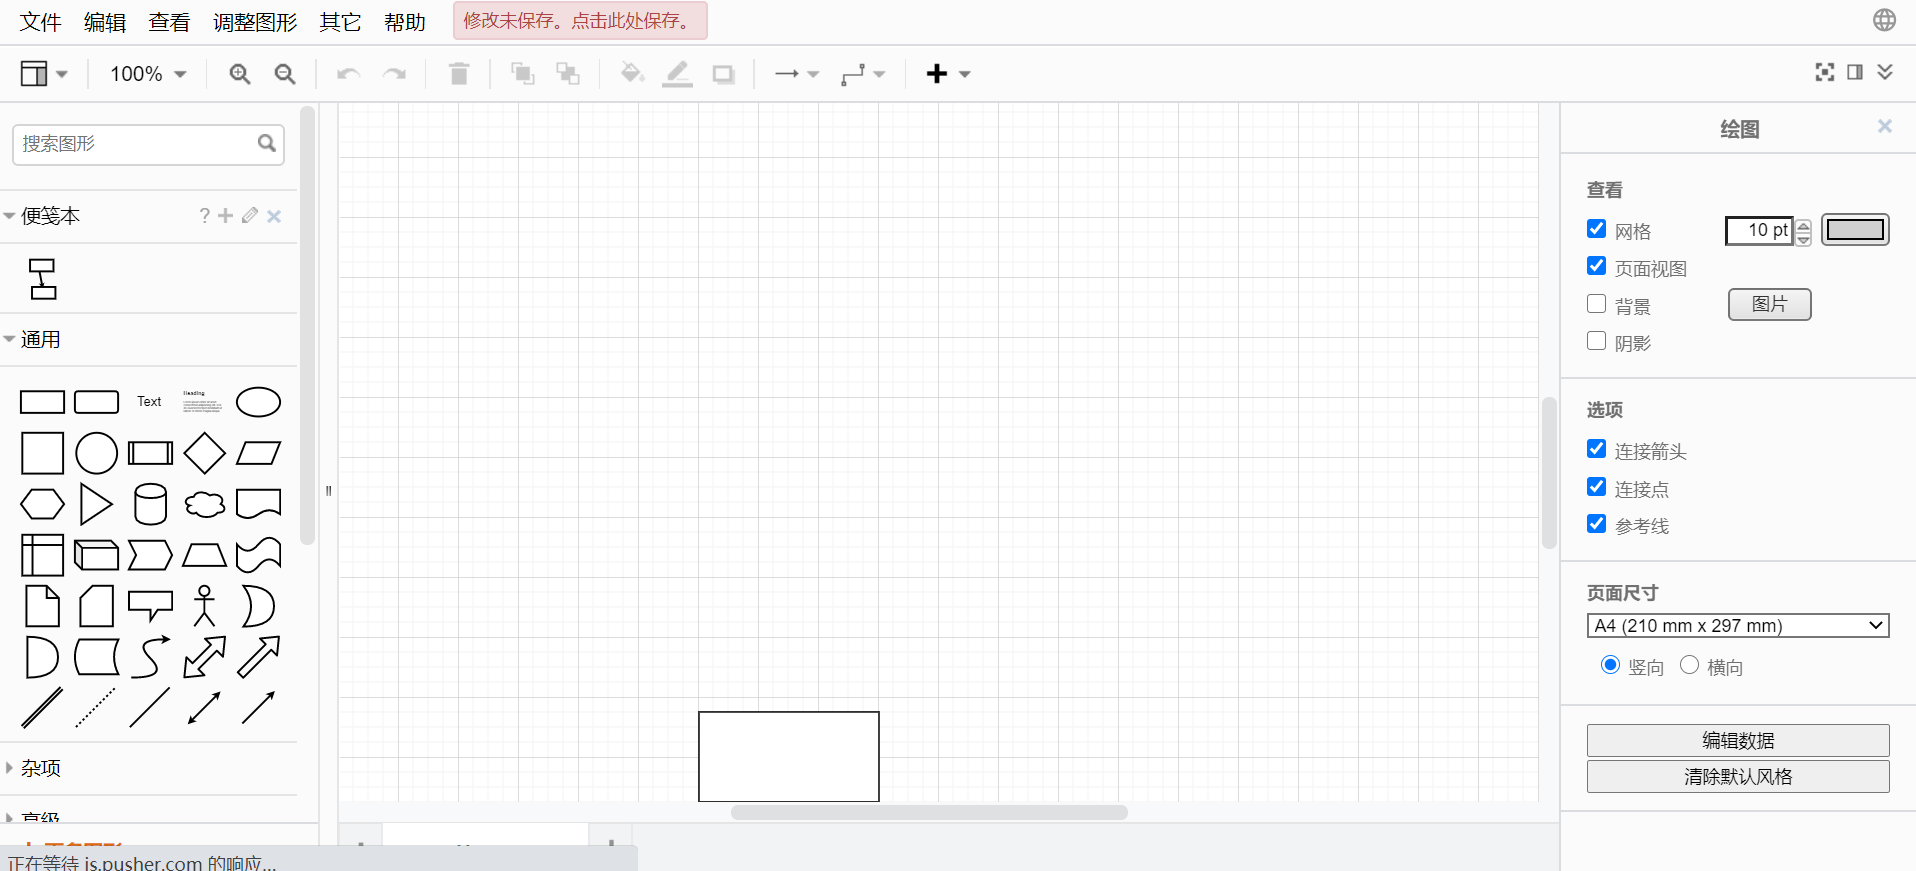 文件 编辑 查看 调整图形 其它 帮助 修改未保存。点击此处保存。
100%
搜索图形
便笺本 ?
通用
Text
Heading
杂项
高级
正在等待 js.pusher.com 的响应...
绘图
查看
网格 10 pt
页面视图
背景 图片
阴影
选项
连接箭头
连接点
参考线
页面尺寸
A4 (210 mm x 297 mm)
竖向 横向
编辑数据
清除默认风格